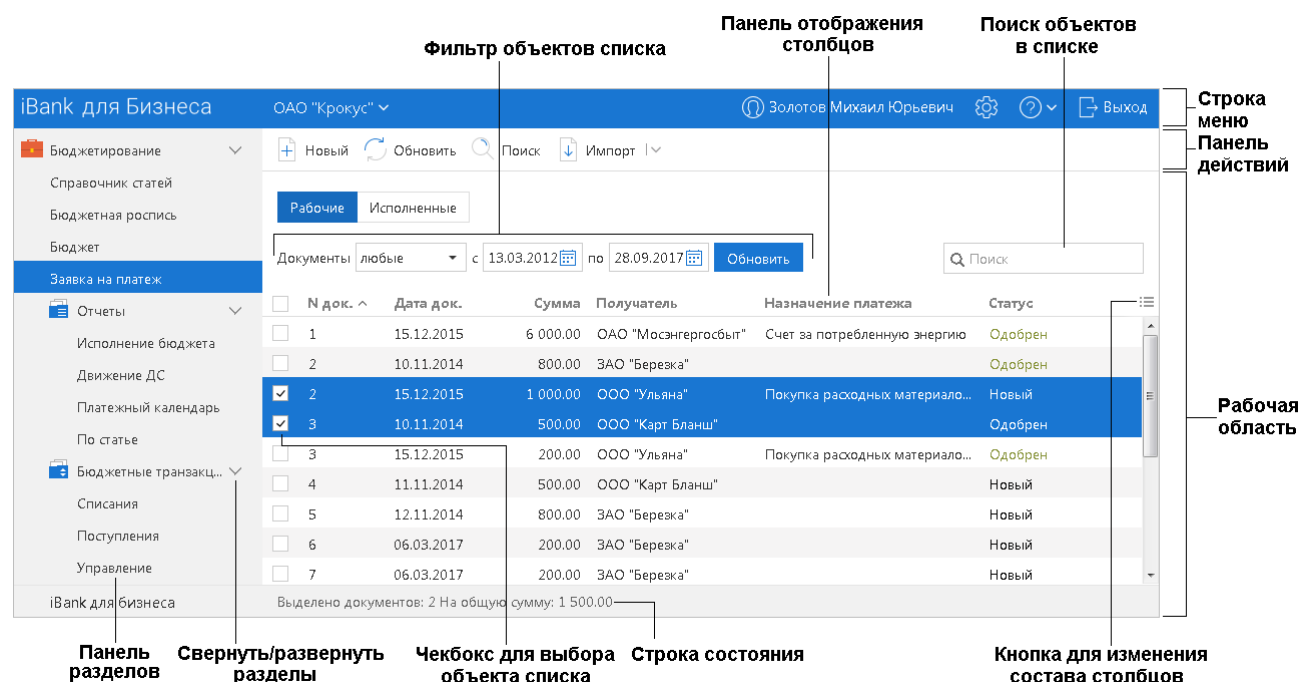 Панель отображения
столбцов
Поиск объектов
в списке
Фильтр объектов списка
iBank для Бизнеса
ОАО "Крокус"
Золотов Михаил Юрьевич
Выход
Строка
меню
Бюджетирование
Новый Обновить Поиск Импорт
Панель
действий
Справочник статей
Бюджетная роспись
Рабочие Исполненные
Бюджет
Документы любые с 13.03.2012 по 28.09.2017 Обновить
Поиск
Заявка на платеж
N док. Дата док. Сумма Получатель Назначение платежа Статус
Отчеты
1 15.12.2015 6 000.00 ОАО "Мосэнгергосбыт" Счет за потребленную энергию Одобрен
Исполнение бюджета
2 10.11.2014 800.00 ЗАО "Березка" Одобрен
Движение ДС
2 15.12.2015 1 000.00 ООО "Ульяна" Покупка расходных материало... Новый
Платежный календарь
3 10.11.2014 500.00 ООО "Карт Бланш" Одобрен
Рабочая
область
По статье
3 15.12.2015 200.00 ООО "Ульяна" Покупка расходных материало... Одобрен
Бюджетные транзакц...
4 11.11.2014 500.00 ООО "Карт Бланш" Новый
Списания
5 12.11.2014 800.00 ЗАО "Березка" Новый
Поступления
6 06.03.2017 200.00 ЗАО "Березка" Новый
Управление
7 06.03.2017 200.00 ЗАО "Березка" Новый
iBank для бизнеса
Выделено документов: 2 На общую сумму: 1 500.00
Панель
разделов
Свернуть/развернуть
разделы
Чекбокс для выбора
объекта списка
Строка состояния
Кнопка для изменения
состава столбцов